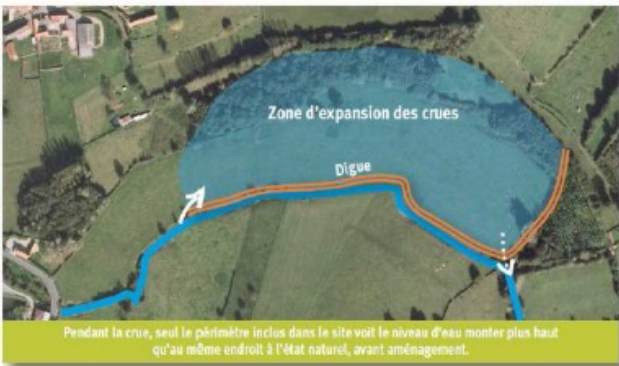 Zone d'expansion des crues
Digue
Pendant la crue, seul le périmètre inclus dans le site voit le niveau d'eau monter plus haut
qu'au même endroit à l'état naturel, avant aménagement.